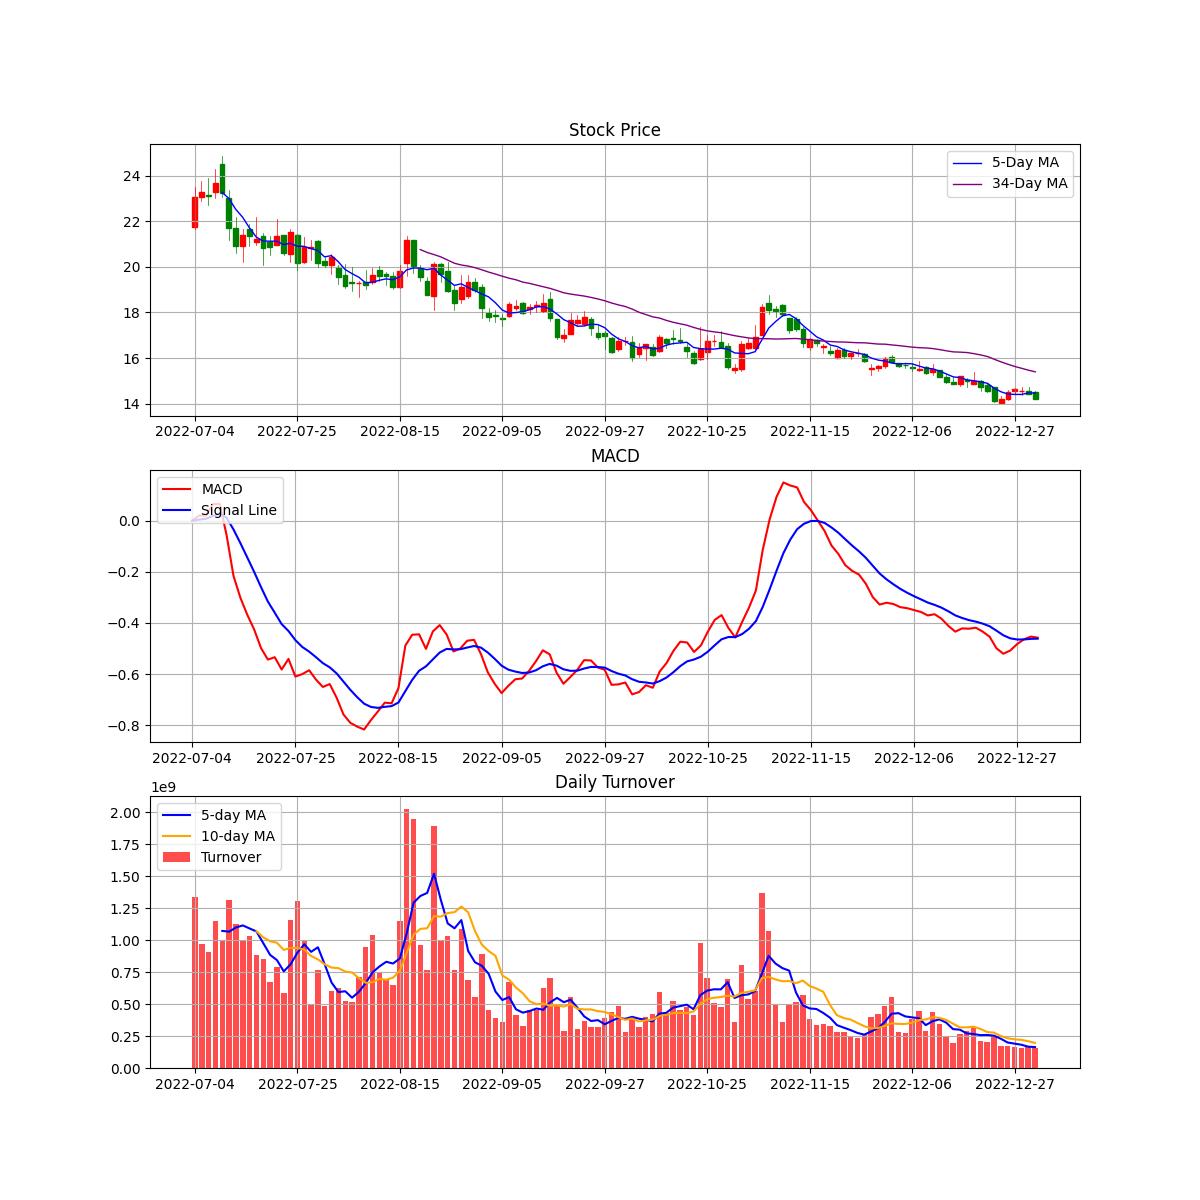 Stock Price
5-Day MA
34-Day MA
24
22
20
18
16
14
2022-07-04 2022-07-25 2022-08-15 2022-09-05 2022-09-27 2022-10-25 2022-11-15 2022-12-06 2022-12-27
MACD
MACD
Signal Line
0.0
−0.2
−0.4
−0.6
−0.8
2022-07-04 2022-07-25 2022-08-15 2022-09-05 2022-09-27 2022-10-25 2022-11-15 2022-12-06 2022-12-27
Daily Turnover
1e9
5-day MA
10-day MA
Turnover
2.00
1.75
1.50
1.25
1.00
0.75
0.50
0.25
0.00
2022-07-04 2022-07-25 2022-08-15 2022-09-05 2022-09-27 2022-10-25 2022-11-15 2022-12-06 2022-12-27